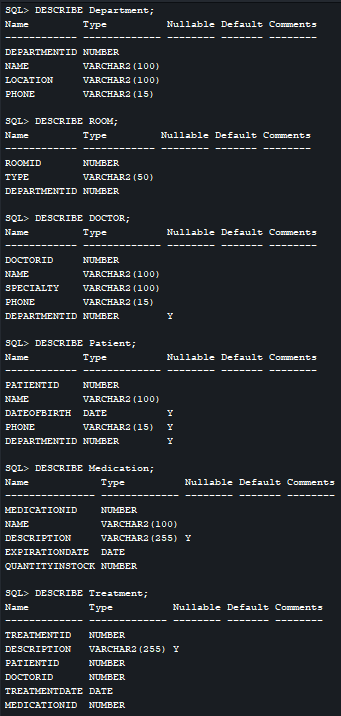 SQL> DESCRIBE Department;
Name         Type          Nullable Default Comments
------------ ------------- -------- ------- --------
DEPARTMENTID NUMBER
NAME         VARCHAR2(100)
LOCATION     VARCHAR2(100)
PHONE        VARCHAR2(15)
SQL> DESCRIBE ROOM;
Name         Type         Nullable Default Comments
------------ ------------ -------- ------- --------
ROOMID       NUMBER
TYPE         VARCHAR2(50)
DEPARTMENTID NUMBER
SQL> DESCRIBE DOCTOR;
Name         Type          Nullable Default Comments
------------ ------------- -------- ------- --------
DOCTORID     NUMBER
NAME         VARCHAR2(100)
SPECIALTY    VARCHAR2(100)
PHONE        VARCHAR2(15)
DEPARTMENTID NUMBER        Y
SQL> DESCRIBE Patient;
Name         Type          Nullable Default Comments
------------ ------------- -------- ------- --------
PATIENTID    NUMBER
NAME         VARCHAR2(100)
DATEOFBIRTH  DATE          Y
PHONE        VARCHAR2(15)  Y
DEPARTMENTID NUMBER        Y
SQL> DESCRIBE Medication;
Name            Type          Nullable Default Comments
--------------- ------------- -------- ------- --------
MEDICATIONID    NUMBER
NAME            VARCHAR2(100)
DESCRIPTION     VARCHAR2(255) Y
EXPIRATIONDATE  DATE
QUANTITYINSTOCK NUMBER
SQL> DESCRIBE Treatment;
Name          Type          Nullable Default Comments
------------- ------------- -------- ------- --------
TREATMENTID   NUMBER
DESCRIPTION   VARCHAR2(255) Y
PATIENTID     NUMBER
DOCTORID      NUMBER
TREATMENTDATE DATE
MEDICATIONID  NUMBER